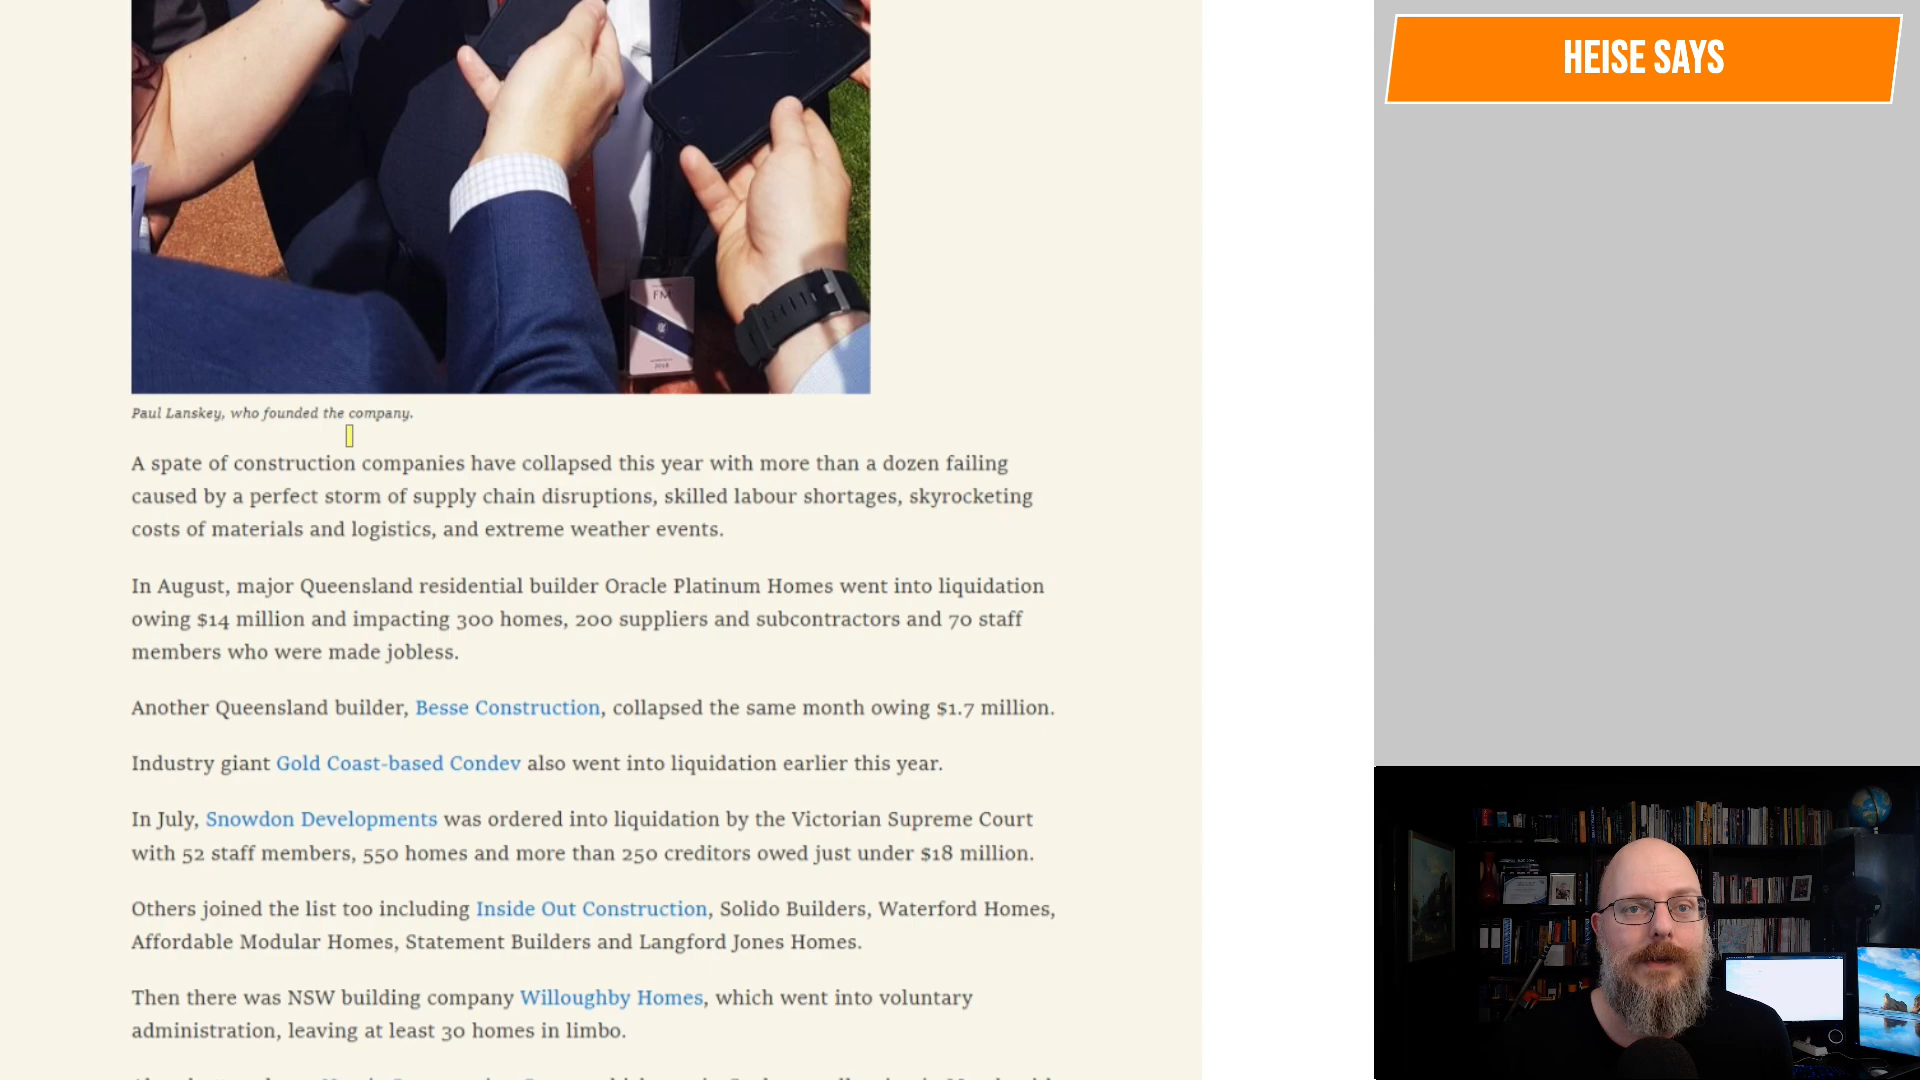 HEISE SAYS
FM
2018
Paul Lanskey, who founded the company.
A spate of construction companies have collapsed this year with more than a dozen failing
caused by a perfect storm of supply chain disruptions, skilled labour shortages, skyrocketing
costs of materials and logistics, and extreme weather events.
In August, major Queensland residential builder Oracle Platinum Homes went into liquidation
owing $14 million and impacting 300 homes, 200 suppliers and subcontractors and 70 staff
members who were made jobless.
Another Queensland builder, Besse Construction, collapsed the same month owing $1.7 million.
Industry giant Gold Coast-based Condev also went into liquidation earlier this year.
In July, Snowdon Developments was ordered into liquidation by the Victorian Supreme Court
with 52 staff members, 550 homes and more than 250 creditors owed just under $18 million.
Others joined the list too including Inside Out Construction, Solido Builders, Waterford Homes,
Affordable Modular Homes, Statement Builders and Langford Jones Homes.
Then there was NSW building company Willoughby Homes, which went into voluntary
administration, leaving at least 30 homes in limbo.